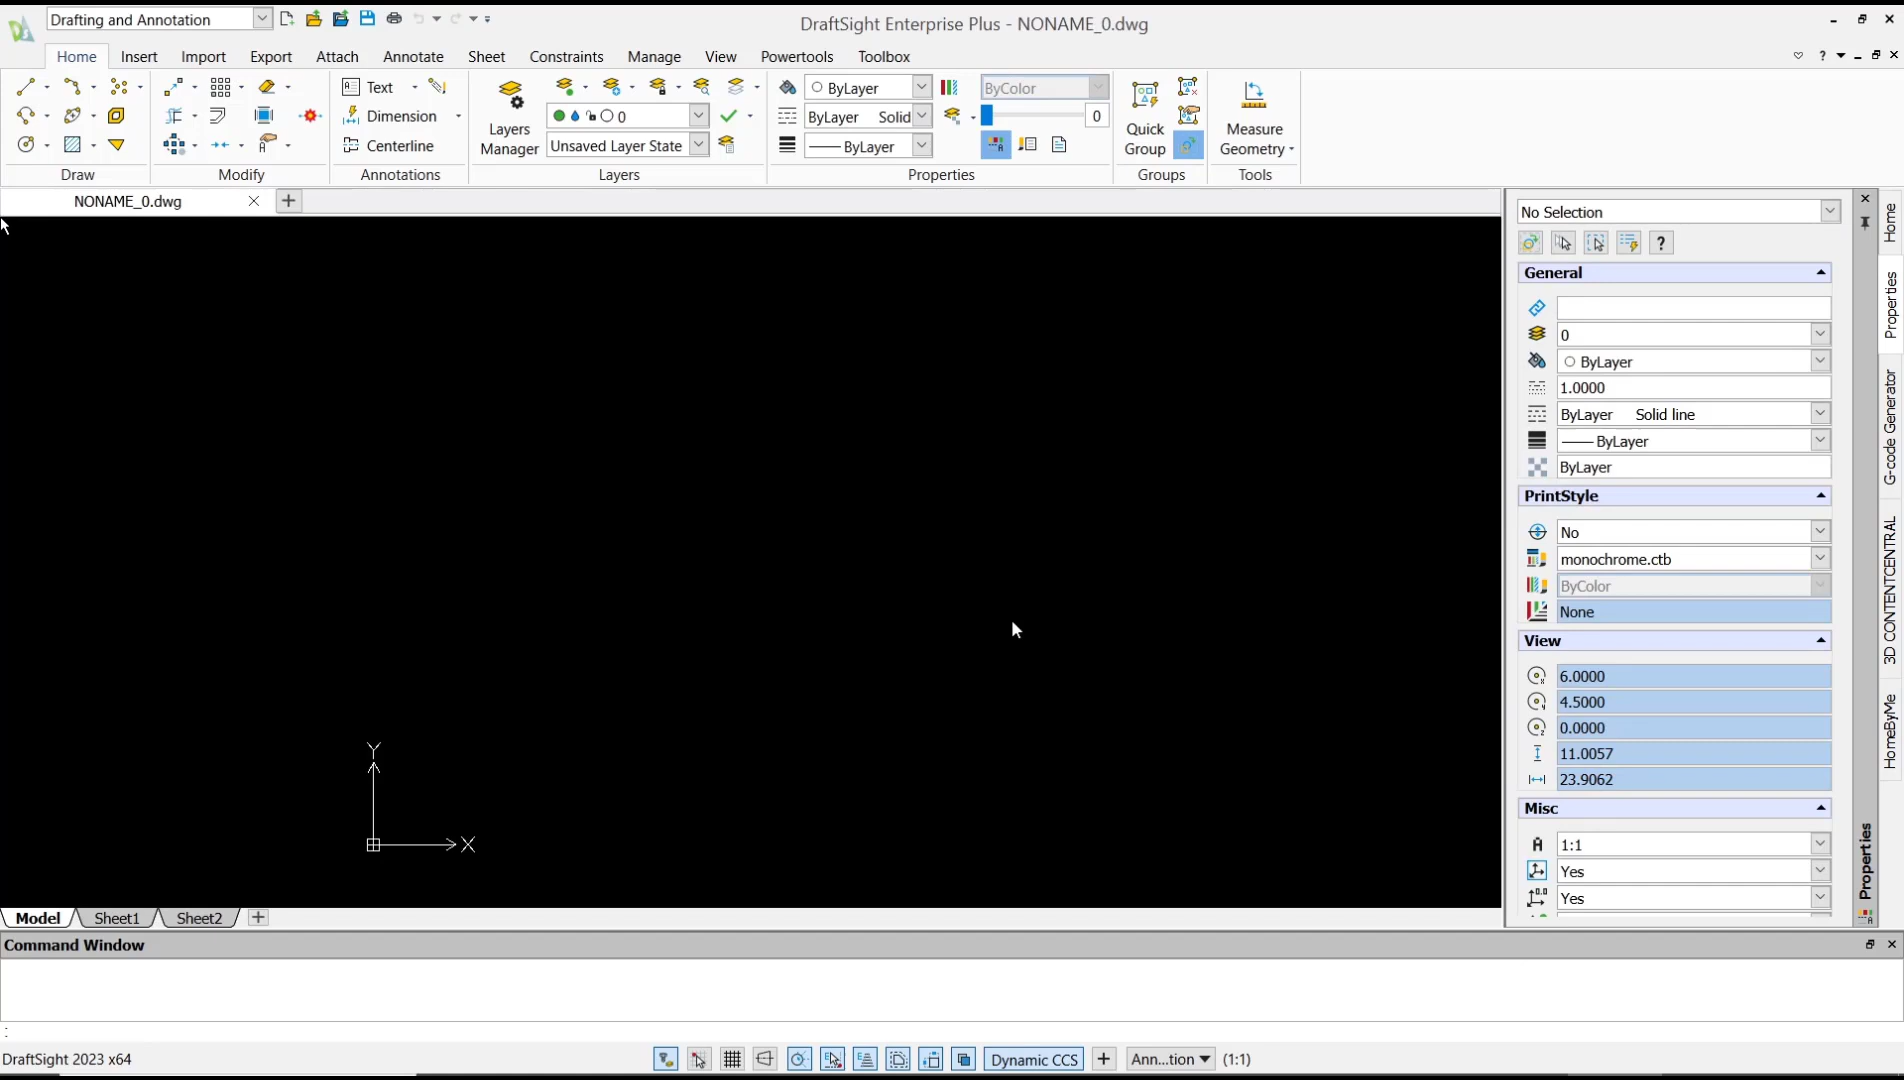 Drafting and Annotation
DraftSight Enterprise Plus - NONAME_0.dwg
Home Insert Import Export Attach Annotate Sheet Constraints Manage View Powertools Toolbox
?
Text
Dimension
Centerline
Layers
Manager
0
Unsaved Layer State
ByLayer
ByLayer Solid
ByLayer
ByColor
0
Quick
Group
Measure
Geometry
Draw Modify Annotations Layers Properties Groups Tools
NONAME_0.dwg
No Selection
?
General
0
ByLayer
1.0000
ByLayer Solid line
ByLayer
ByLayer
PrintStyle
No
monochrome.ctb
ByColor
None
View
6.0000
4.5000
0.0000
11.0057
23.9062
Misc
1:1
Yes
Yes
Properties
Home
Properties
G-code Generator
3D CONTENTCENTRAL
HomeByMe
Y
X
Model Sheet1 Sheet2
Command Window
:
DraftSight 2023 x64
Dynamic CCS
Ann...tion
(1:1)